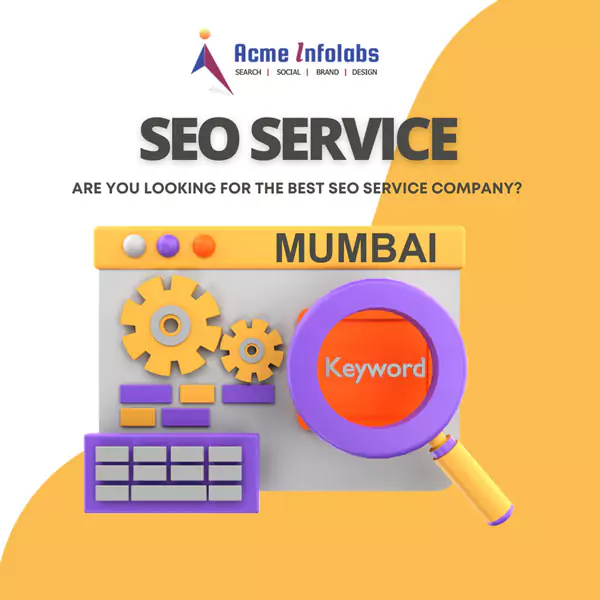 Acme Infolabs
SEARCH | SOCIAL | BRAND | DESIGN
SEO SERVICE
ARE YOU LOOKING FOR THE BEST SEO SERVICE COMPANY?
MUMBAI
Keyword